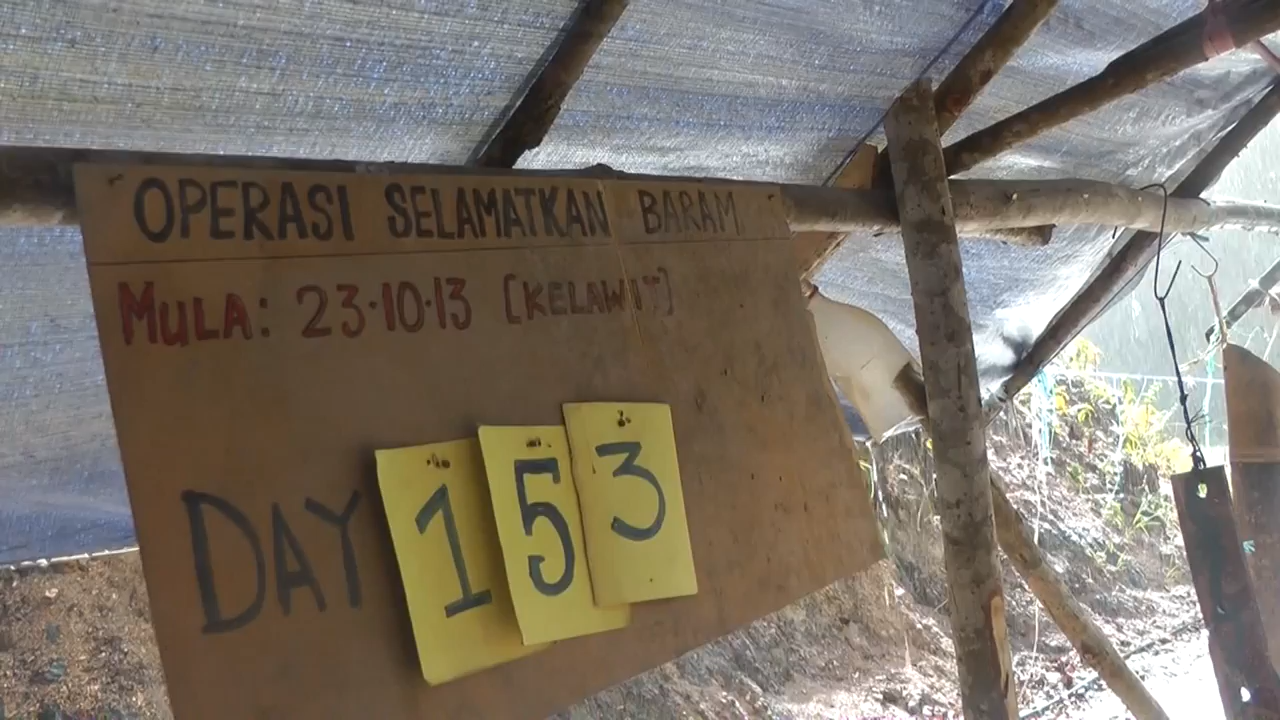 OPERASI SELAMATKAN BARAM
MULA: 23·10·13 [KELAWIT]
DAY 153